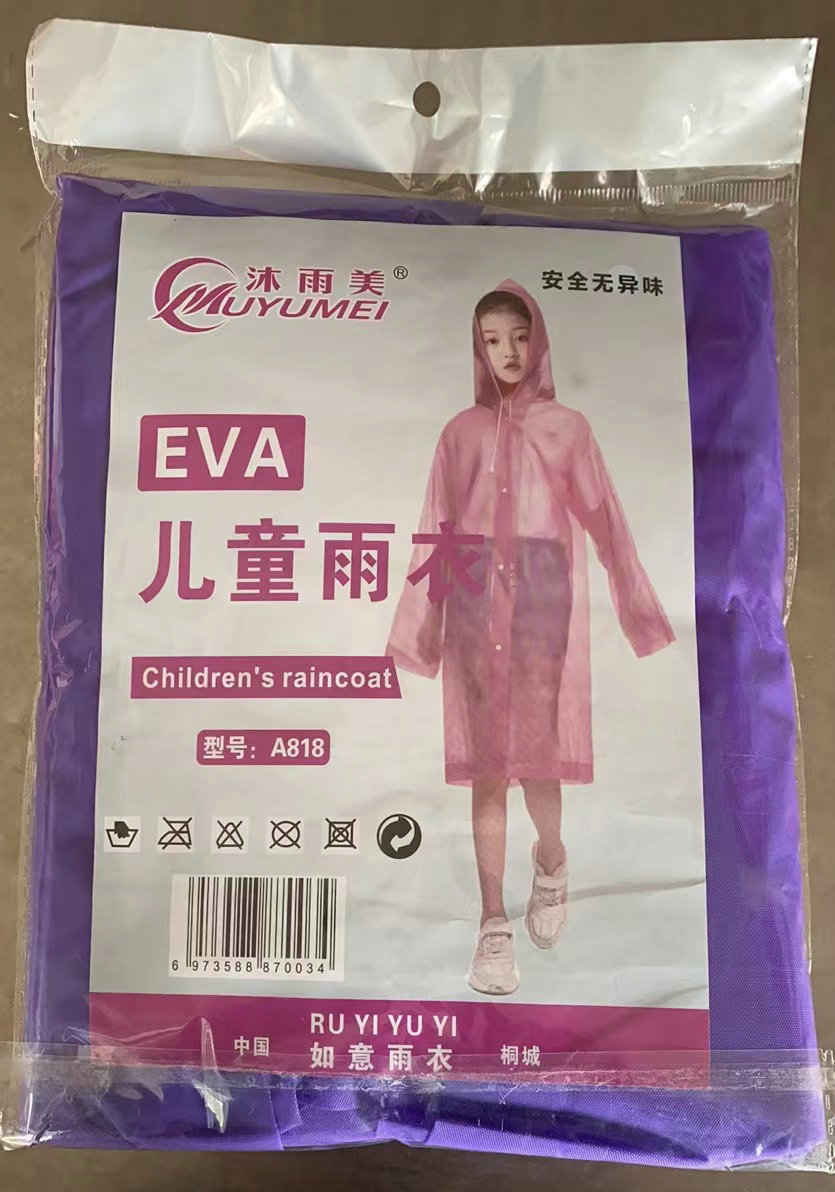 沐雨美®
MUYUMEI
安全无异味
EVA
儿童雨衣
Children's raincoat
型号：A818
6 973588 870034
RU YI YU YI
中国 如意雨衣 桐城